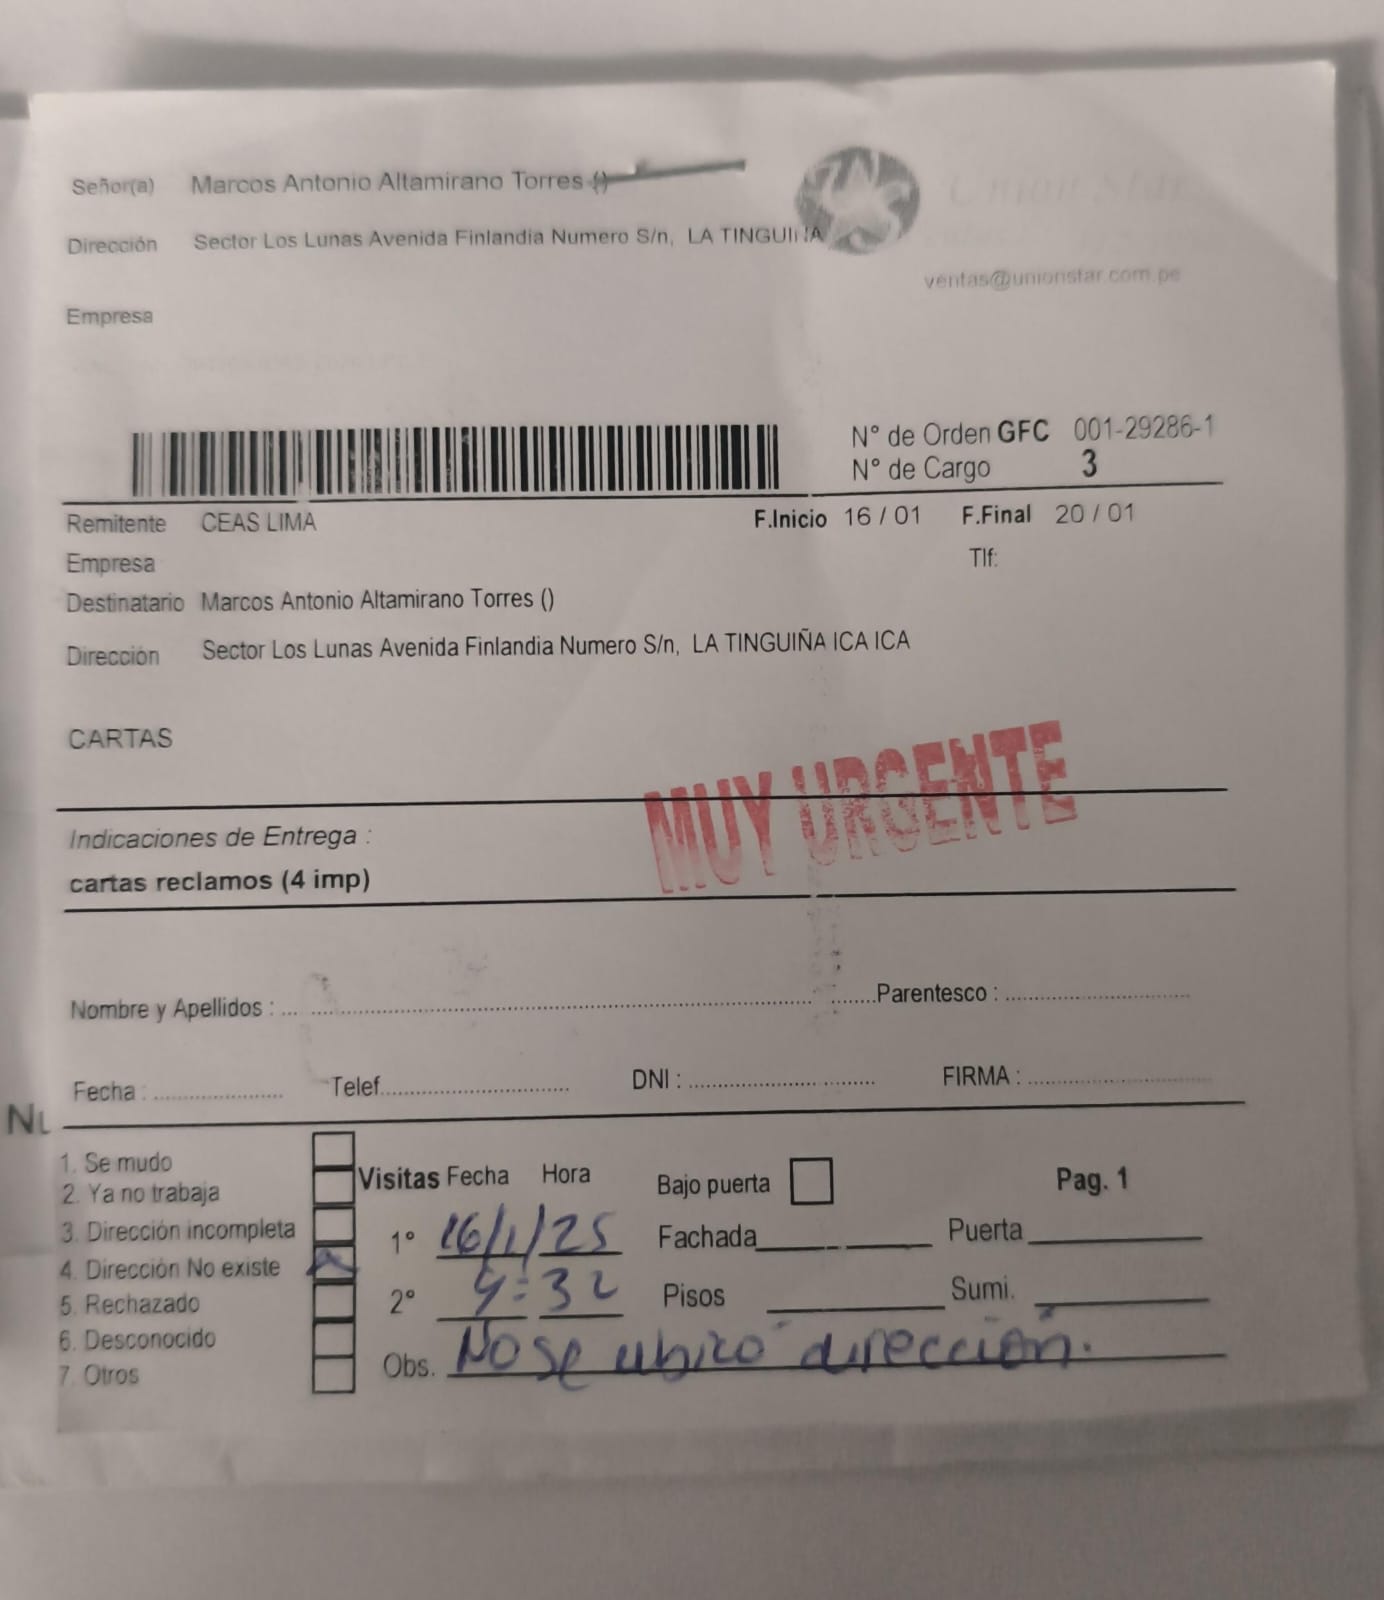 Señor(a) Marcos Antonio Altamirano Torres ()
Dirección Sector Los Lunas Avenida Finlandia Numero S/n, LA TINGUIÑA
Union Star
ventas@unionstar.com.pe
Empresa
N° de Orden GFC 001-29286-1
N° de Cargo 3
Remitente CEAS LIMA F.Inicio 16 / 01 F.Final 20 / 01
Empresa Tlf:
Destinatario Marcos Antonio Altamirano Torres ()
Dirección Sector Los Lunas Avenida Finlandia Numero S/n, LA TINGUIÑA ICA ICA
CARTAS
MUY URGENTE
Indicaciones de Entrega :
cartas reclamos (4 imp)
Nombre y Apellidos : Parentesco :
Fecha : Telef. DNI : FIRMA :
1. Se mudo
2. Ya no trabaja
3. Dirección incompleta
4. Dirección No existe
5. Rechazado
6. Desconocido
7. Otros
Visitas Fecha Hora Bajo puerta Pag. 1
1° 16/1/25 Fachada Puerta
2° 9:32 Pisos Sumi.
Obs. No se ubico dirección.